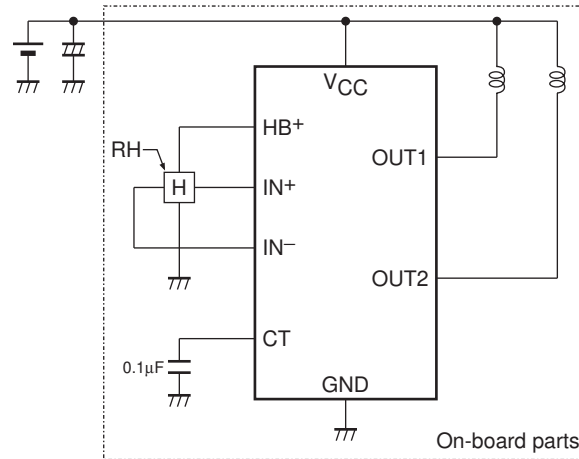 VCC
HB+
RH
OUT1
H
IN+
IN−
OUT2
CT
0.1µF
GND
On-board parts